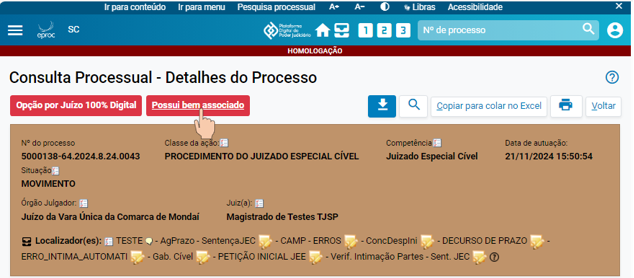 Ir para conteúdo Ir para menu Pesquisa processual A+ A- Libras Acessibilidade
eproc SC Plataforma Digital do Poder Judiciário 1 2 3 Nº de processo
HOMOLOGAÇÃO
Consulta Processual - Detalhes do Processo
Opção por Juízo 100% Digital Possui bem associado Copiar para colar no Excel Voltar
Nº do processo Classe da ação: Competência Data de autuação:
5000138-64.2024.8.24.0043 PROCEDIMENTO DO JUIZADO ESPECIAL CÍVEL Juizado Especial Cível 21/11/2024 15:50:54
Situação
MOVIMENTO
Órgão Julgador: Juiz(a):
Juízo da Vara Única da Comarca de Mondaí Magistrado de Testes TJSP
Localizador(es): TESTE - AgPrazo - SentençaJEC - CAMP - ERROS - ConcDespIni - DECURSO DE PRAZO -
ERRO_INTIMA_AUTOMATI - Gab. Cível - PETIÇÃO INICIAL JEE - Verif. Intimação Partes - Sent. JEC